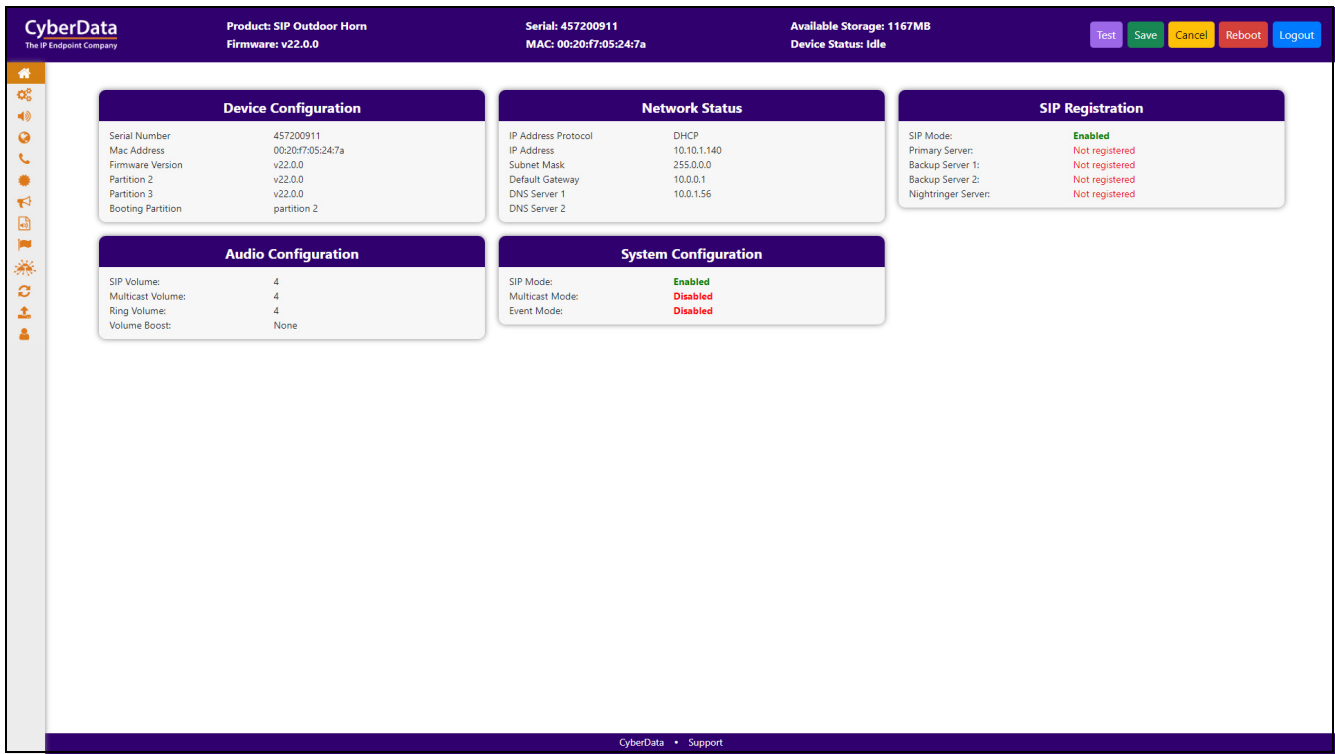 CyberData
The IP Endpoint Company
Product: SIP Outdoor Horn
Firmware: v22.0.0
Serial: 457200911
MAC: 00:20:f7:05:24:7a
Available Storage: 1167MB
Device Status: Idle
Test Save Cancel Reboot Logout
Device Configuration
Serial Number 457200911
Mac Address 00:20:f7:05:24:7a
Firmware Version v22.0.0
Partition 2 v22.0.0
Partition 3 v22.0.0
Booting Partition partition 2
Network Status
IP Address Protocol DHCP
IP Address 10.10.1.140
Subnet Mask 255.0.0.0
Default Gateway 10.0.0.1
DNS Server 1 10.0.1.56
DNS Server 2
SIP Registration
SIP Mode: Enabled
Primary Server: Not registered
Backup Server 1: Not registered
Backup Server 2: Not registered
Nightringer Server: Not registered
Audio Configuration
SIP Volume: 4
Multicast Volume: 4
Ring Volume: 4
Volume Boost: None
System Configuration
SIP Mode: Enabled
Multicast Mode: Disabled
Event Mode: Disabled
CyberData • Support